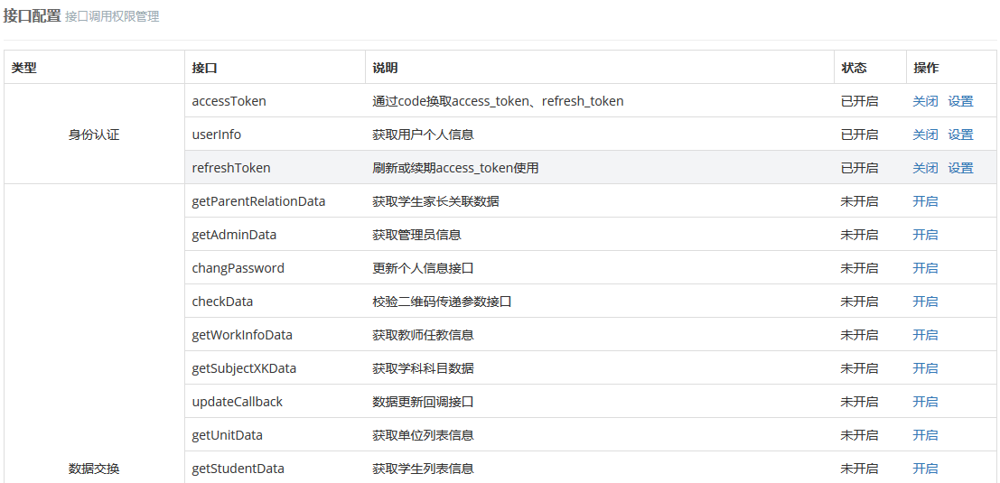 接口配置 接口调用权限管理
类型 接口 说明 状态 操作
accessToken 通过code换取access_token、refresh_token 已开启 关闭 设置
身份认证 userInfo 获取用户个人信息 已开启 关闭 设置
refreshToken 刷新或续期access_token使用 已开启 关闭 设置
getParentRelationData 获取学生家长关联数据 未开启 开启
getAdminData 获取管理员信息 未开启 开启
changPassword 更新个人信息接口 未开启 开启
checkData 校验二维码传递参数接口 未开启 开启
getWorkInfoData 获取教师任教信息 未开启 开启
getSubjectXKData 获取学科科目数据 未开启 开启
updateCallback 数据更新回调接口 未开启 开启
getUnitData 获取单位列表信息 未开启 开启
数据交换 getStudentData 获取学生列表信息 未开启 开启